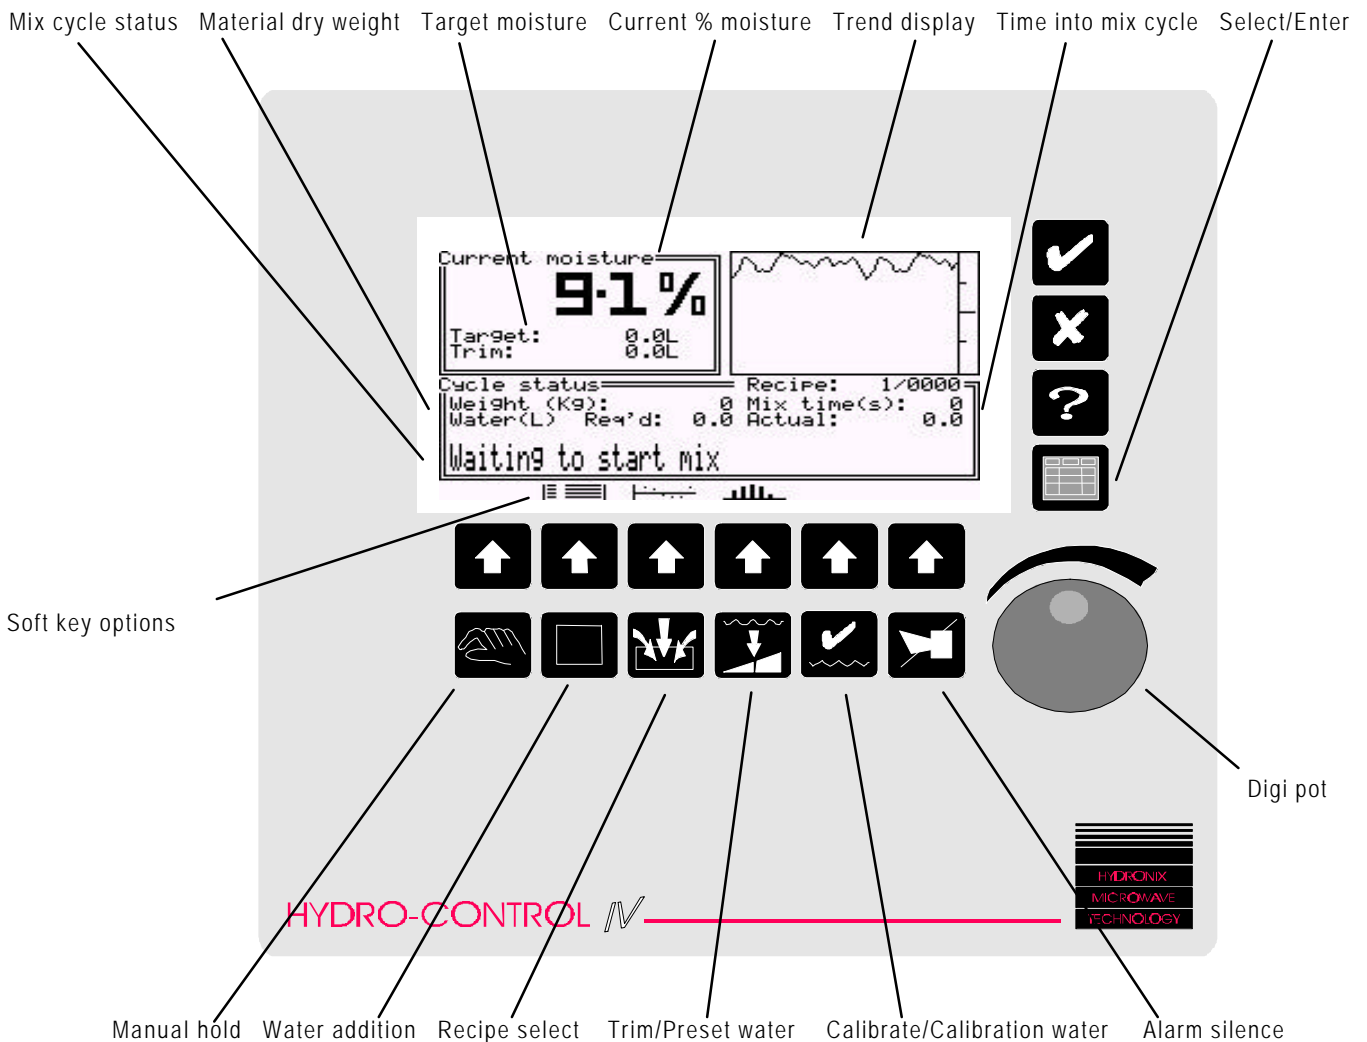 Mix cycle status Material dry weight Target moisture Current % moisture Trend display Time into mix cycle Select/Enter
Current moisture
9.1%
Target: 0.0L
Trim: 0.0L
Cycle status Recipe: 1/0000
Weight (Kg): 0 Mix time(s): 0
Water(L) Req'd: 0.0 Actual: 0.0
Waiting to start mix
Soft key options
Digi pot
HYDRONIX
MICROWAVE
TECHNOLOGY
HYDRO-CONTROL IV
Manual hold Water addition Recipe select Trim/Preset water Calibrate/Calibration water Alarm silence